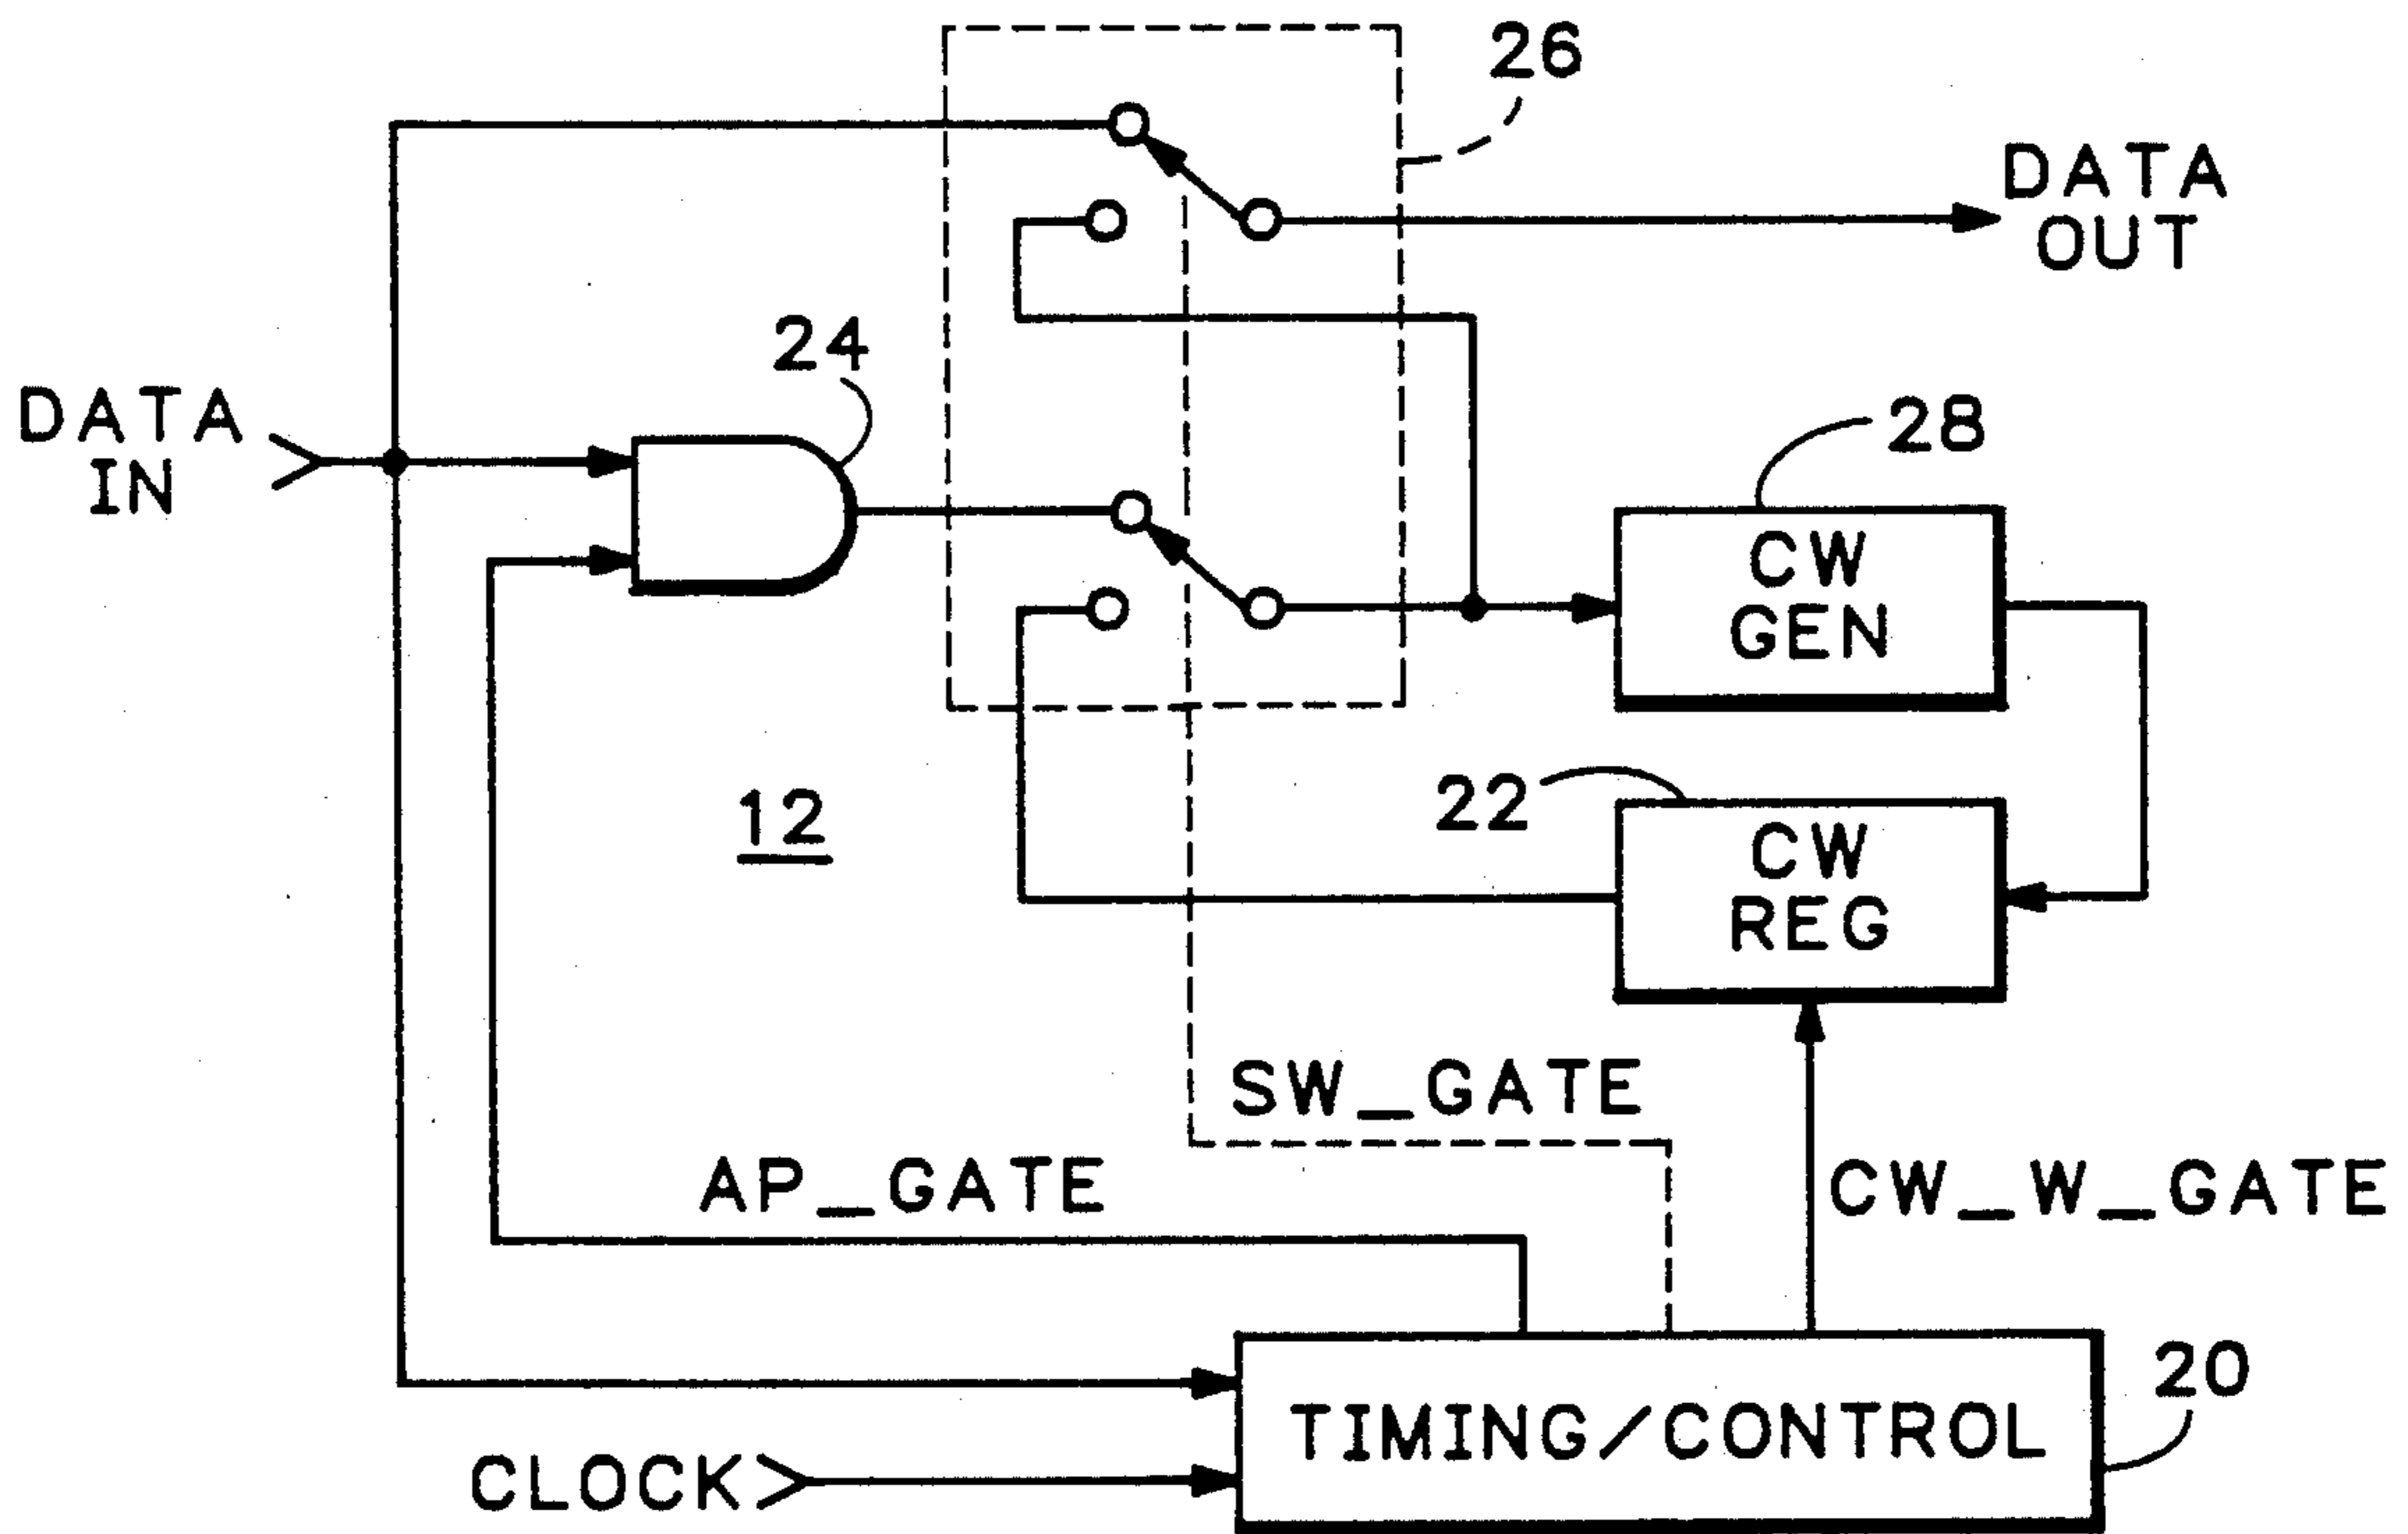 26
DATA
OUT
24
DATA
IN
28
CW
GEN
12
22
CW
REG
SW_GATE
AP_GATE
CW_W_GATE
20
TIMING/CONTROL
CLOCK